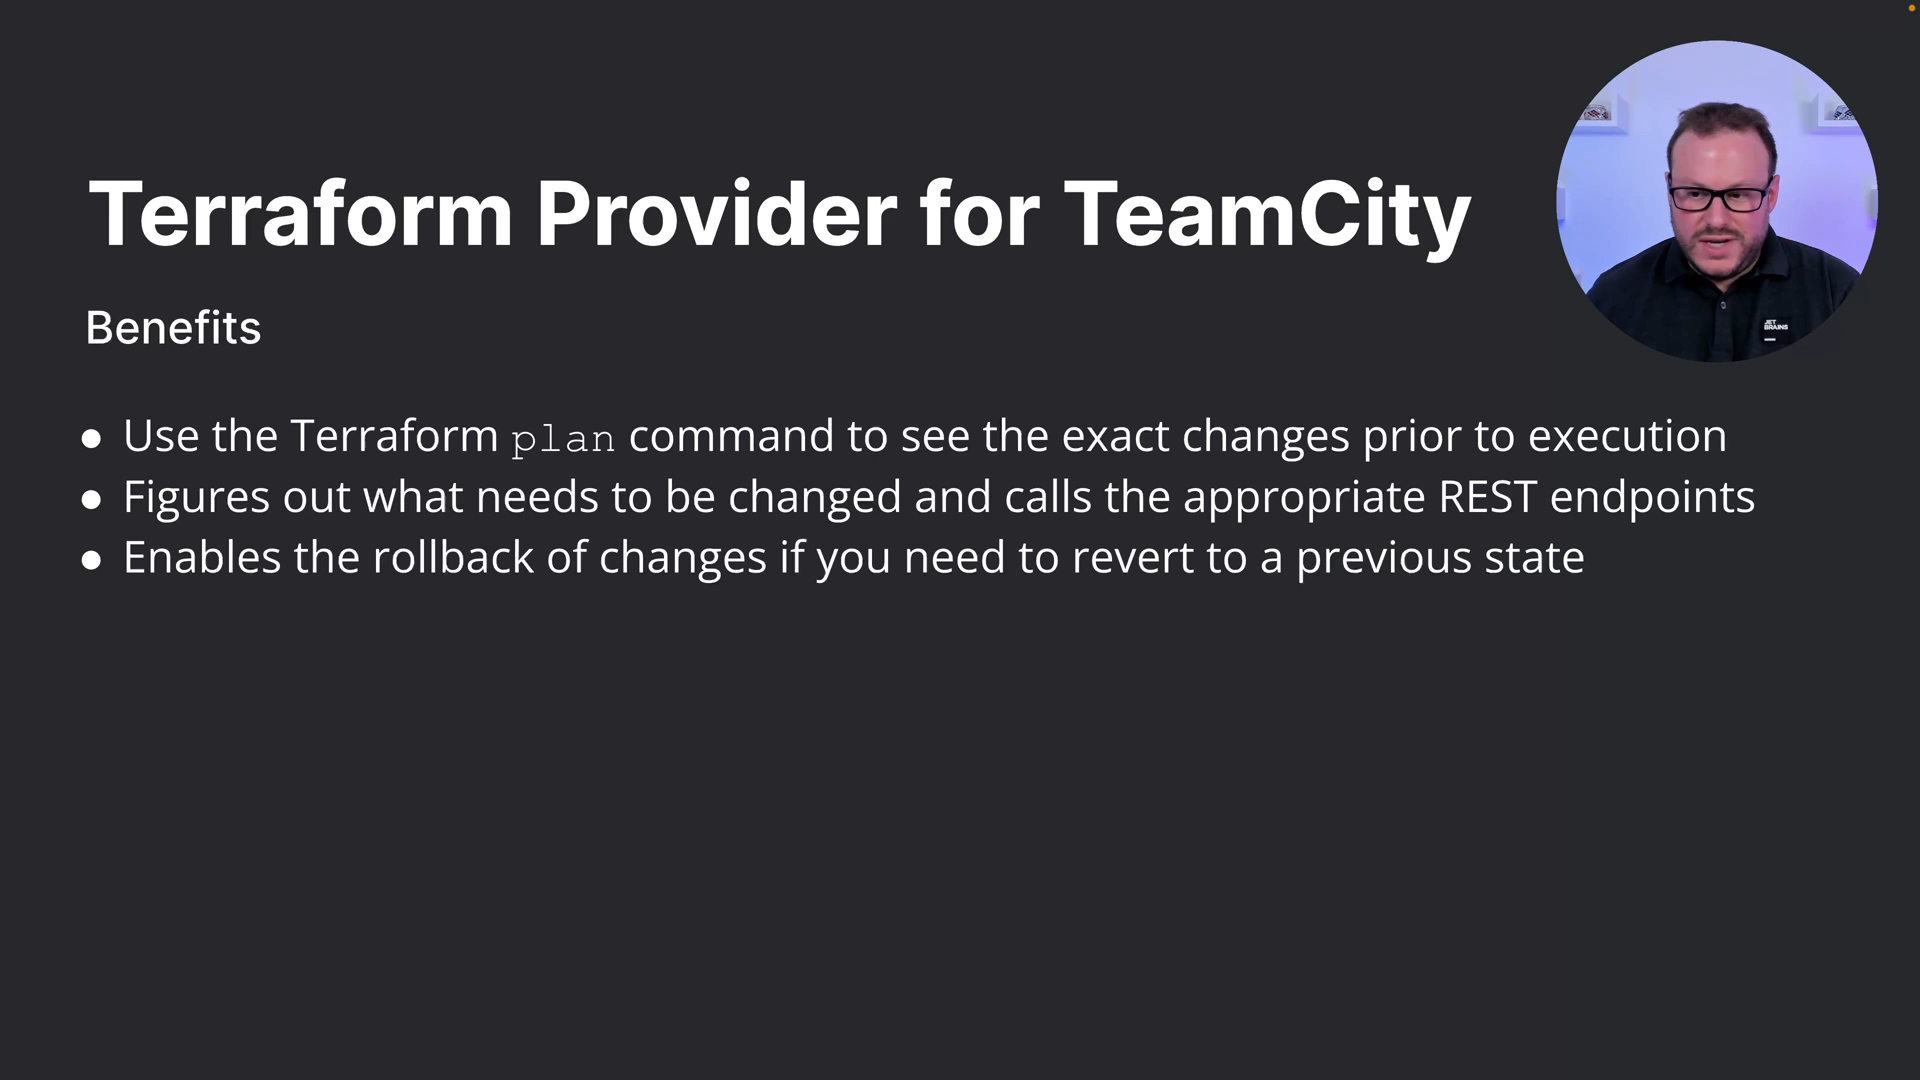 Terraform Provider for TeamCity
Benefits
● Use the Terraform plan command to see the exact changes prior to execution
● Figures out what needs to be changed and calls the appropriate REST endpoints
● Enables the rollback of changes if you need to revert to a previous state
JET
BRAINS